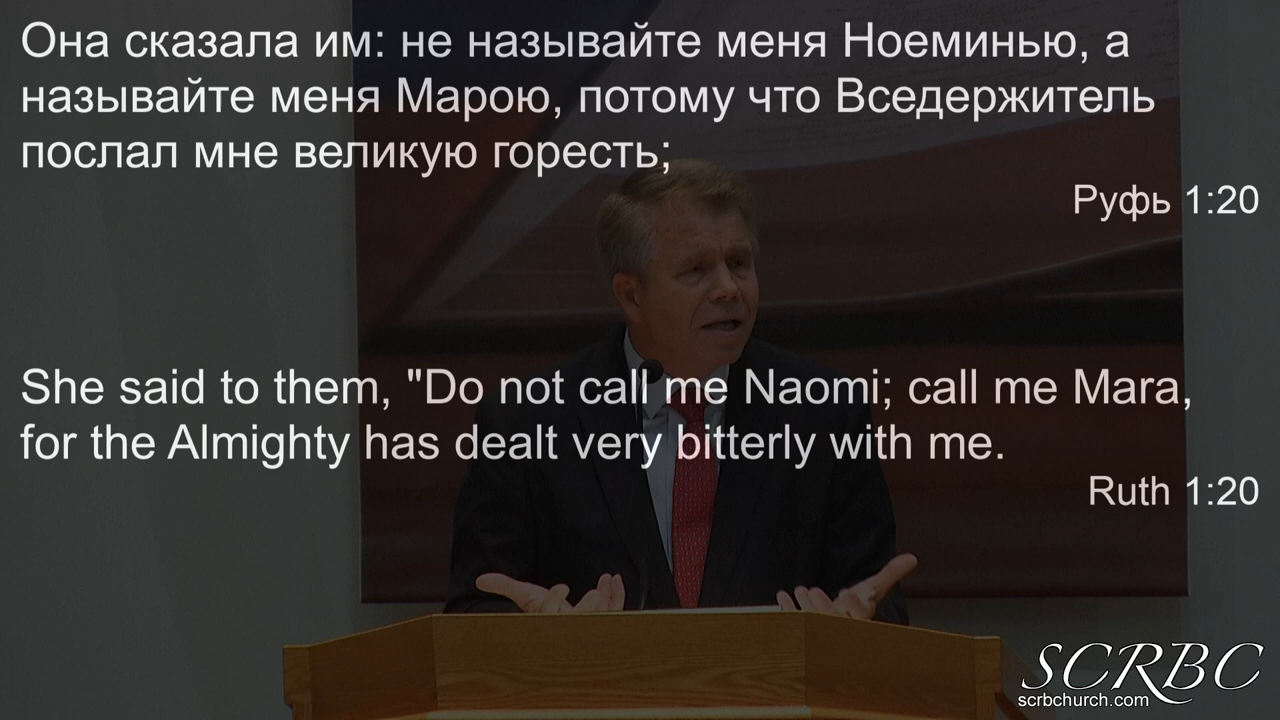 Она сказала им: не называйте меня Ноеминью, а
называйте меня Марою, потому что Вседержитель
послал мне великую горесть;
Руфь 1:20
She said to them, "Do not call me Naomi; call me Mara,
for the Almighty has dealt very bitterly with me.
Ruth 1:20
SCRBC
scrbchurch.com